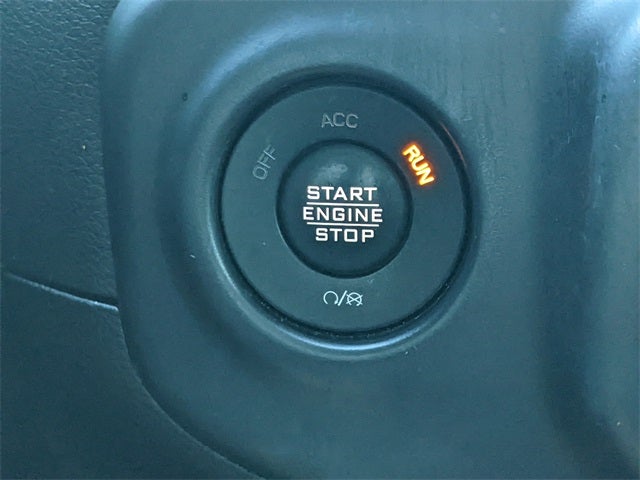 ACC
OFF
RUN
START
ENGINE
STOP